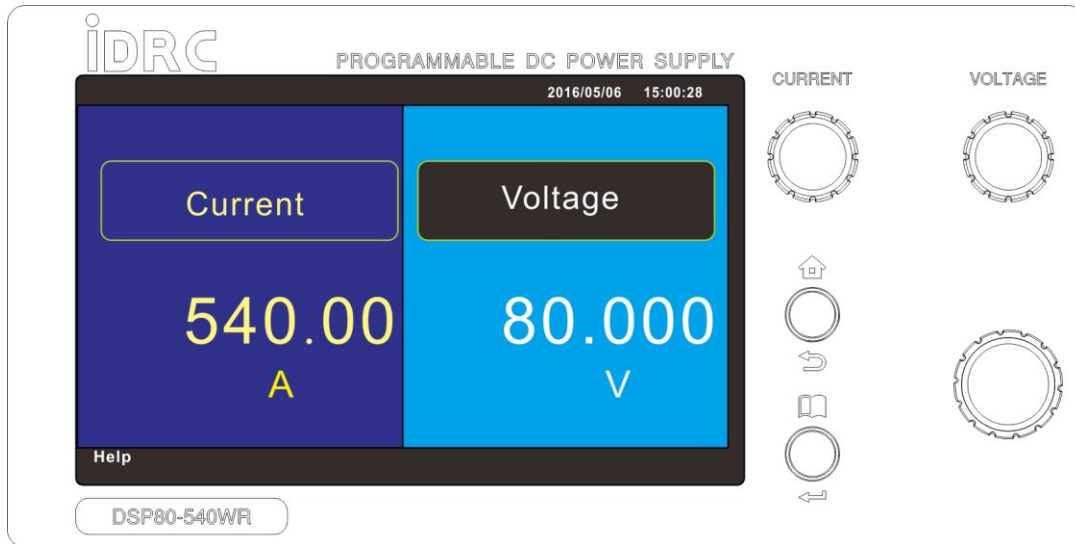 iDRC
PROGRAMMABLE DC POWER SUPPLY
2016/05/06 15:00:28
CURRENT
VOLTAGE
Current
Voltage
540.00
80.000
A
V
Help
DSP80-540WR